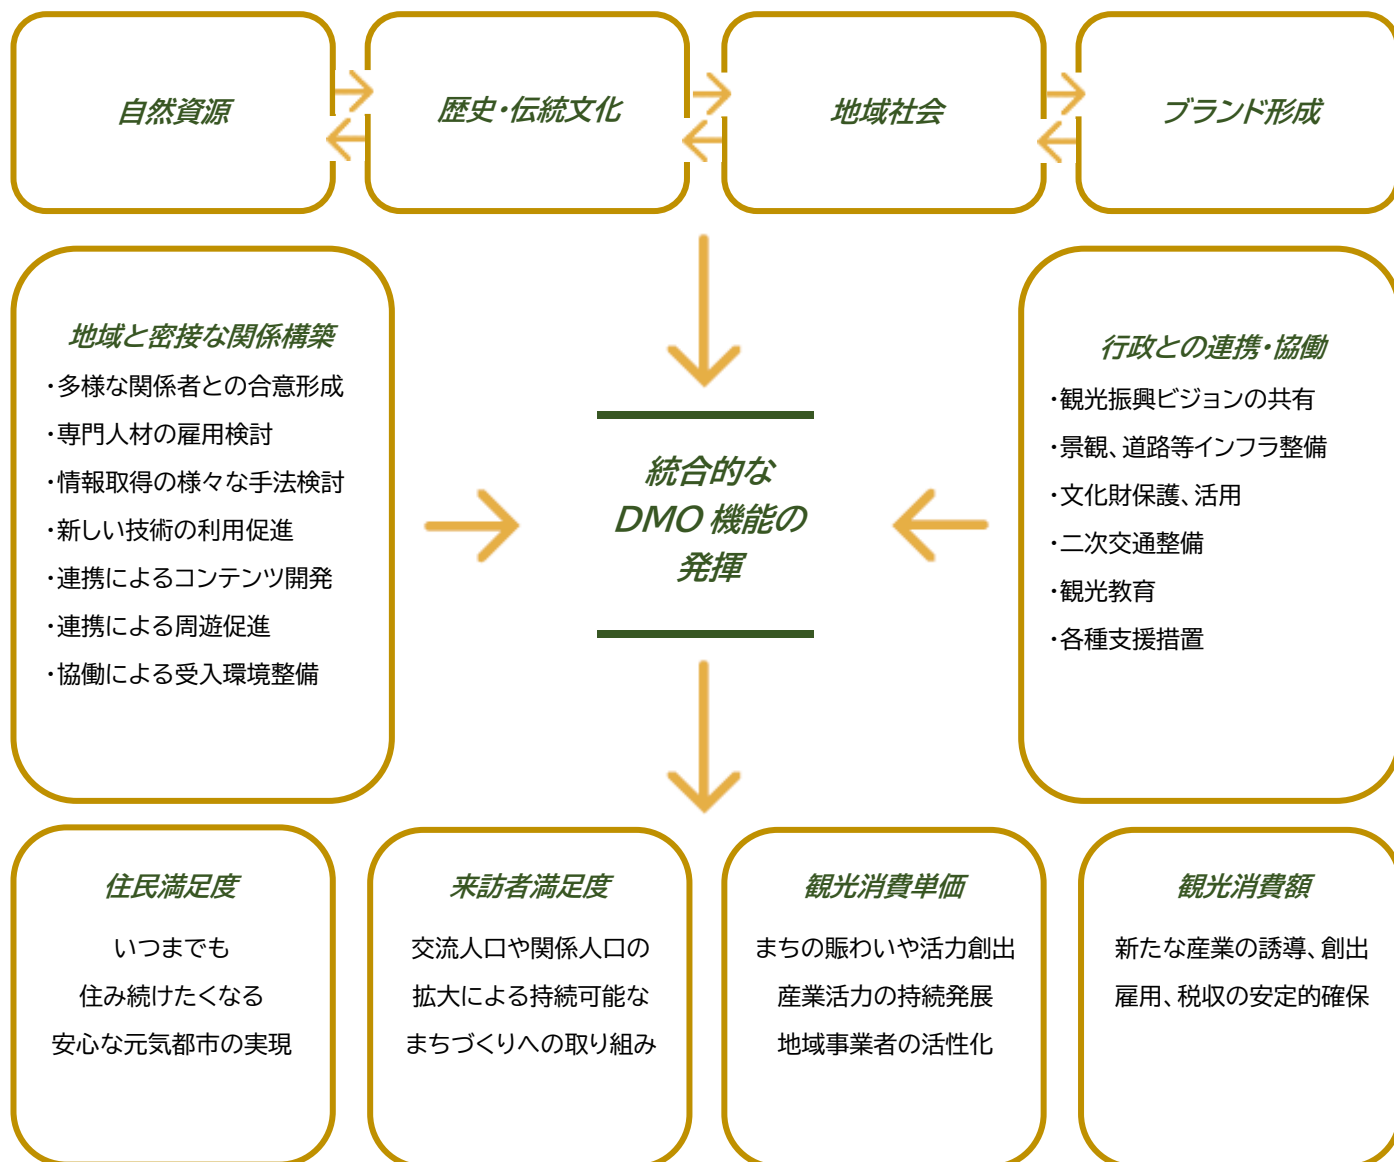 自然資源
歴史・伝統文化
地域社会
ブランド形成
地域と密接な関係構築
・多様な関係者との合意形成
・専門人材の雇用検討
・情報取得の様々な手法検討
・新しい技術の利用促進
・連携によるコンテンツ開発
・連携による周遊促進
・協働による受入環境整備
統合的な
DMO 機能の
発揮
行政との連携・協働
・観光振興ビジョンの共有
・景観、道路等インフラ整備
・文化財保護、活用
・二次交通整備
・観光教育
・各種支援措置
住民満足度
いつまでも
住み続けたくなる
安心な元気都市の実現
来訪者満足度
交流人口や関係人口の
拡大による持続可能な
まちづくりへの取り組み
観光消費単価
まちの賑わいや活力創出
産業活力の持続発展
地域事業者の活性化
観光消費額
新たな産業の誘導、創出
雇用、税収の安定的確保